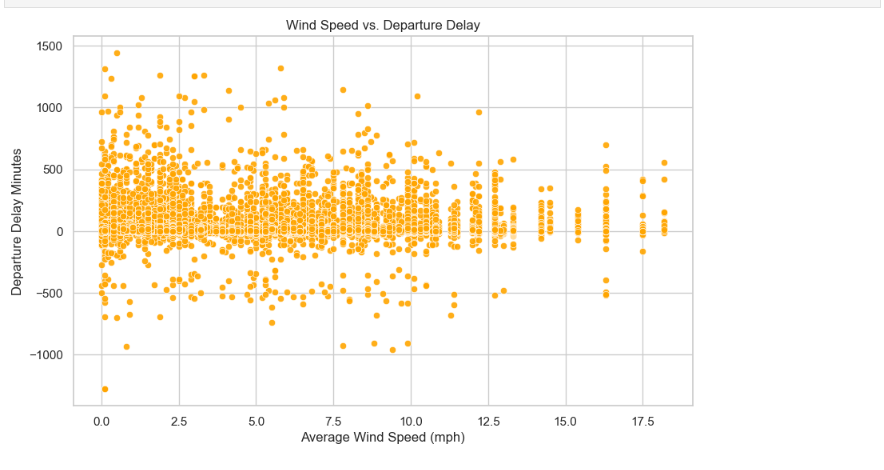 Wind Speed vs. Departure Delay
1500
1000
500
0
−500
−1000
Departure Delay Minutes
0.0 2.5 5.0 7.5 10.0 12.5 15.0 17.5
Average Wind Speed (mph)